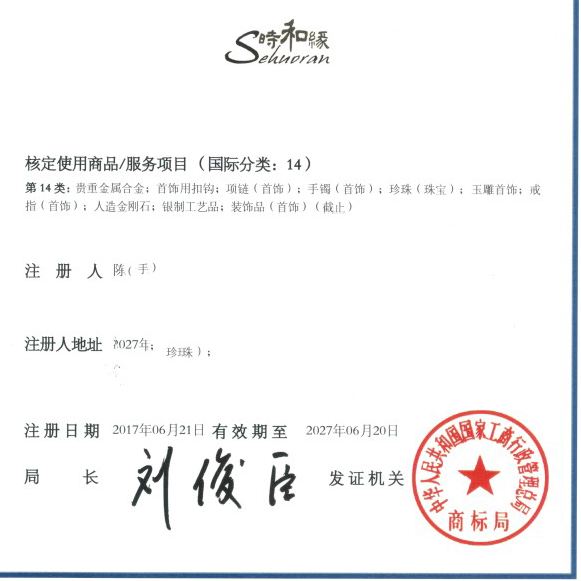 時和緣
Sehuoran
核定使用商品/服务项目（国际分类：14）
第14类：贵重金属合金；首饰用扣钩；项链（首饰）；手镯（首饰）；珍珠（珠宝）；玉雕首饰；戒
指（首饰）；人造金刚石；银制工艺品；装饰品（首饰）（截止）
注册人 陈(手）
注册人地址 2027年；珍珠）；
注册日期 2017年06月21日 有效期至 2027年06月20日
局长 刘俊臣 发证机关
中华人民共和国国家工商行政管理总局
商标局